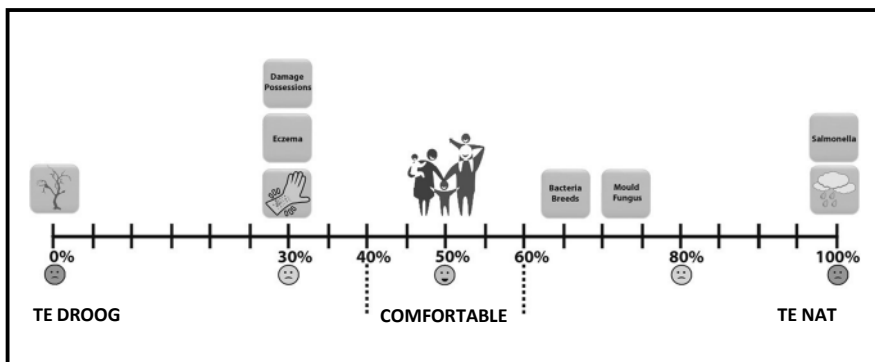 Damage
Possessions
Eczema
Salmonella
Bacteria
Breeds
Mould
Fungus
0%
30%
40%
50%
60%
80%
100%
TE DROOG
COMFORTABLE
TE NAT